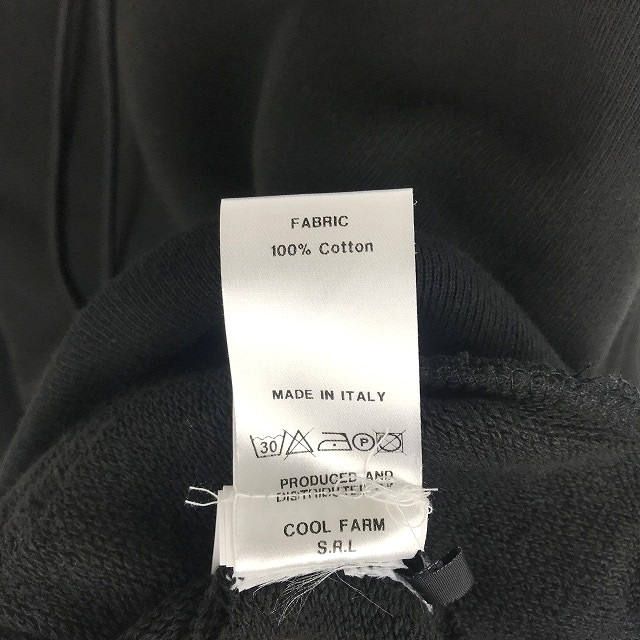 FABRIC
100% Cotton
MADE IN ITALY
30 P
PRODUCED AND
COOL FARM
S.R.L